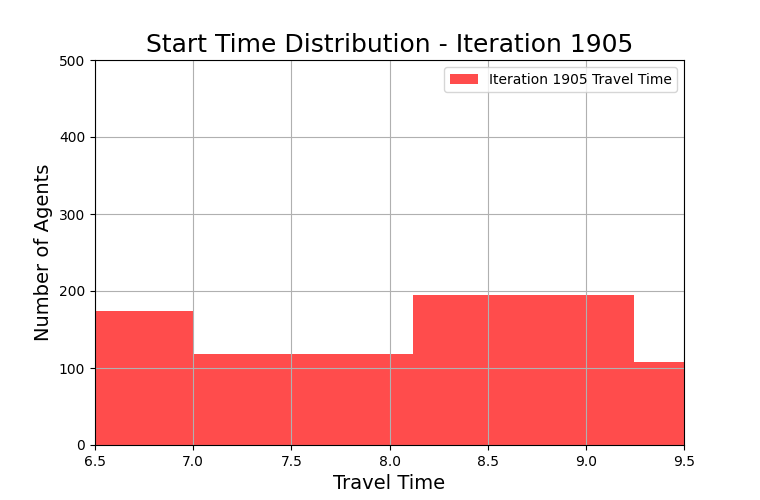 Start Time Distribution - Iteration 1905
Iteration 1905 Travel Time
Number of Agents
500
400
300
200
100
0
6.5 7.0 7.5 8.0 8.5 9.0 9.5
Travel Time